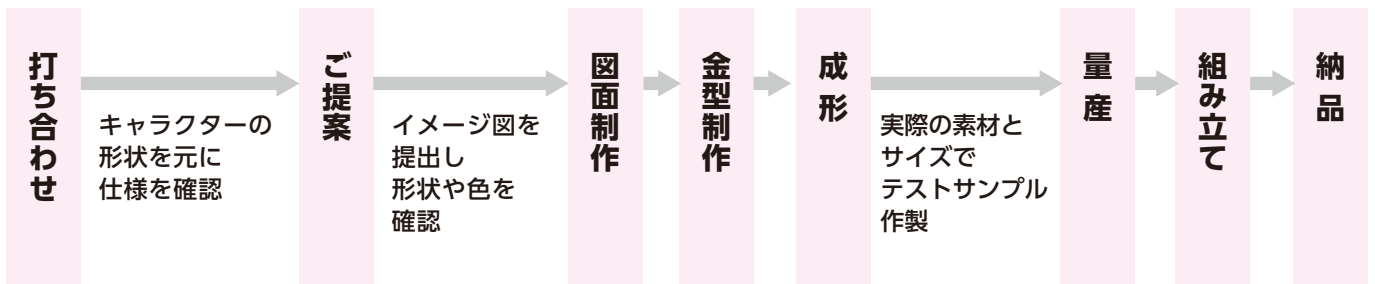 打ち合わせ
キャラクターの
形状を元に
仕様を確認
ご提案
イメージ図を
提出し
形状や色を
確認
図面制作
金型制作
成形
実際の素材と
サイズで
テストサンプル
作製
量産
組み立て
納品